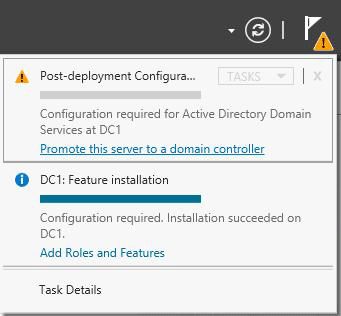 Post-deployment Configura...
TASKS
X
Configuration required for Active Directory Domain
Services at DC1
Promote this server to a domain controller
DC1: Feature installation
Configuration required. Installation succeeded on
DC1.
Add Roles and Features
Task Details